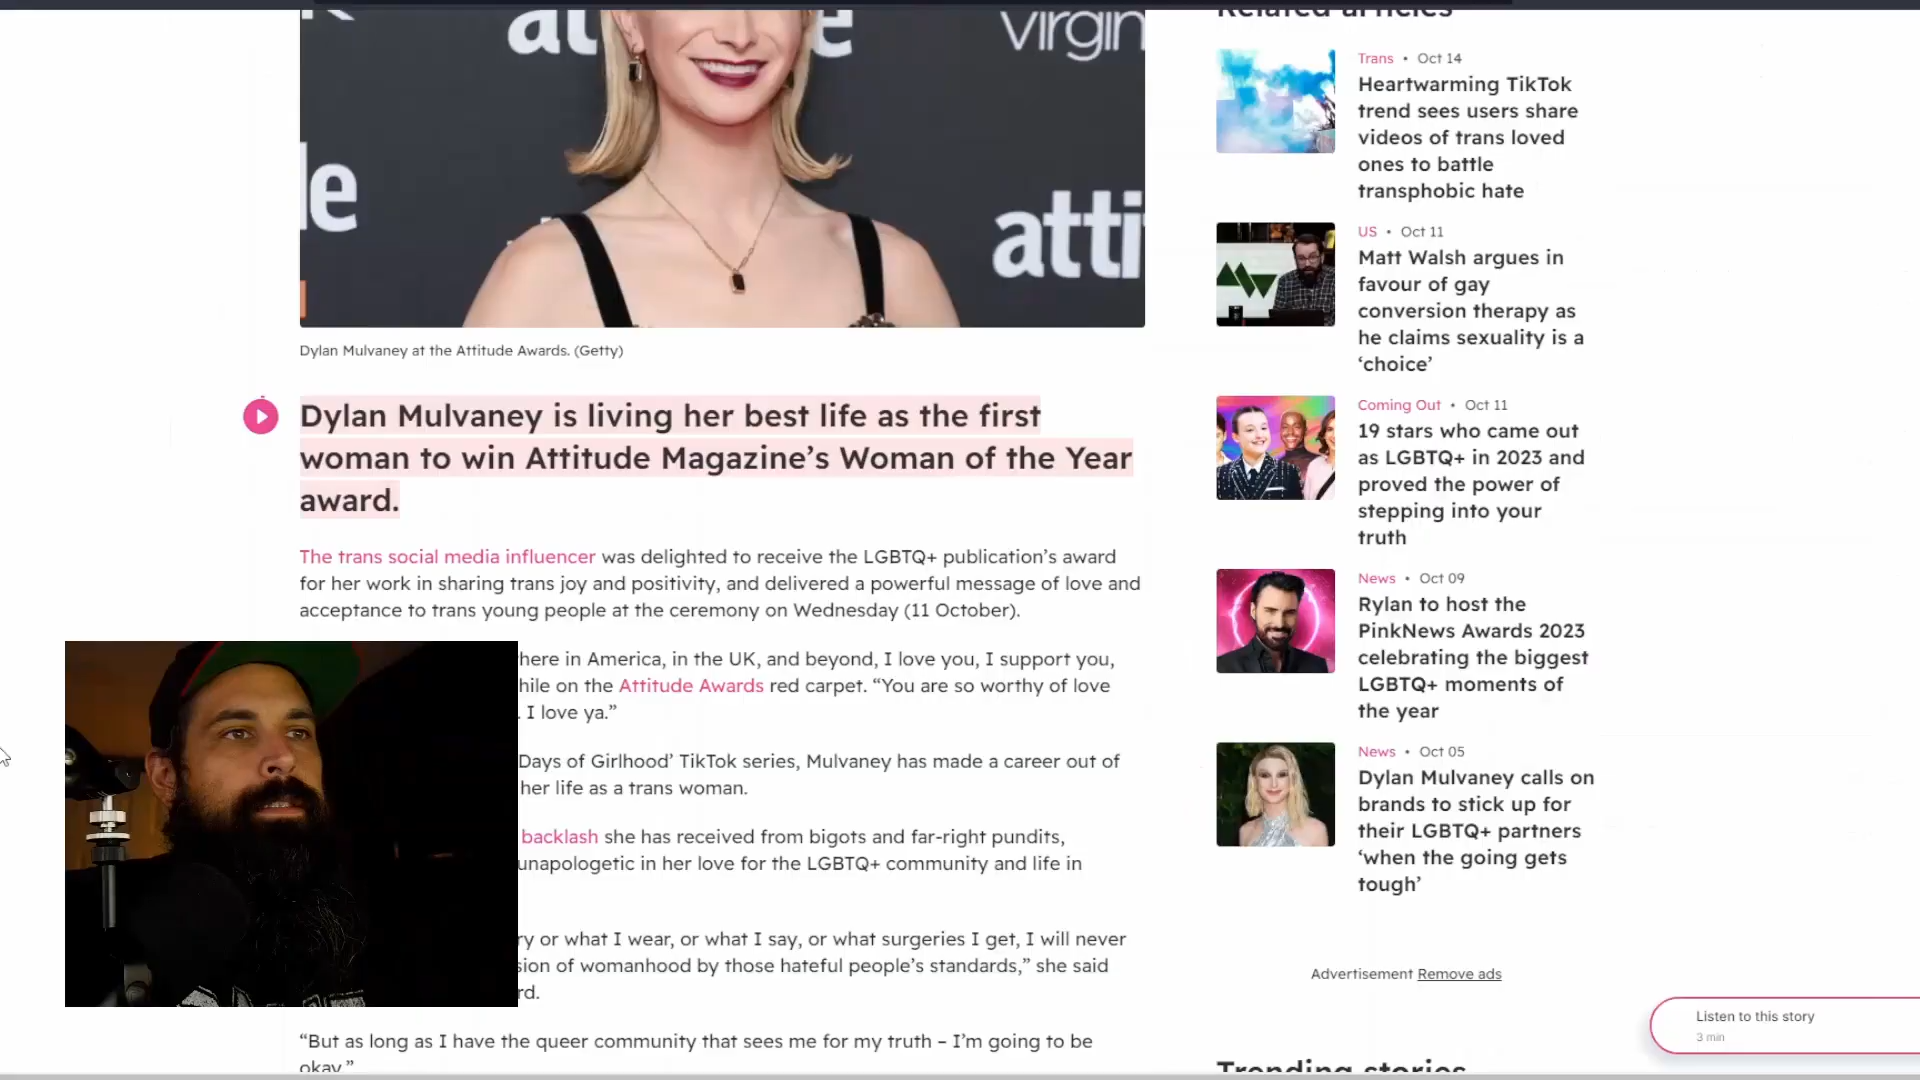 virgin
de
atti
Dylan Mulvaney at the Attitude Awards. (Getty)
Dylan Mulvaney is living her best life as the first
woman to win Attitude Magazine’s Woman of the Year
award.
The trans social media influencer was delighted to receive the LGBTQ+ publication’s award
for her work in sharing trans joy and positivity, and delivered a powerful message of love and
acceptance to trans young people at the ceremony on Wednesday (11 October).
here in America, in the UK, and beyond, I love you, I support you,
hile on the Attitude Awards red carpet. “You are so worthy of love
. I love ya.”
Days of Girlhood’ TikTok series, Mulvaney has made a career out of
her life as a trans woman.
backlash she has received from bigots and far-right pundits,
unapologetic in her love for the LGBTQ+ community and life in
ry or what I wear, or what I say, or what surgeries I get, I will never
sion of womanhood by those hateful people’s standards,” she said
rd.
“But as long as I have the queer community that sees me for my truth – I’m going to be
okay.”
Related articles
Trans • Oct 14
Heartwarming TikTok
trend sees users share
videos of trans loved
ones to battle
transphobic hate
US • Oct 11
Matt Walsh argues in
favour of gay
conversion therapy as
he claims sexuality is a
‘choice’
Coming Out • Oct 11
19 stars who came out
as LGBTQ+ in 2023 and
proved the power of
stepping into your
truth
News • Oct 09
Rylan to host the
PinkNews Awards 2023
celebrating the biggest
LGBTQ+ moments of
the year
News • Oct 05
Dylan Mulvaney calls on
brands to stick up for
their LGBTQ+ partners
‘when the going gets
tough’
Advertisement Remove ads
Listen to this story
3 min
Trending stories